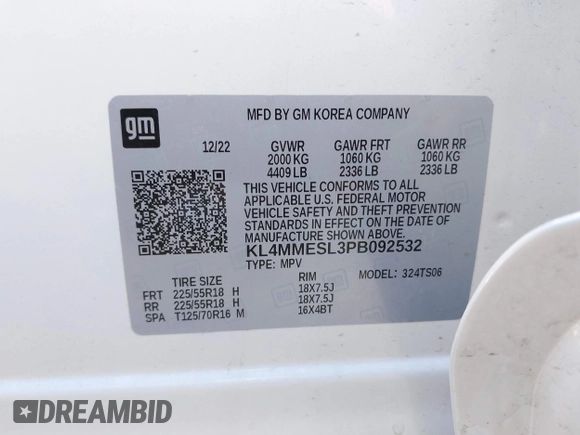 gm
MFD BY GM KOREA COMPANY
12/22 GVWR GAWR FRT GAWR RR
2000 KG 1060 KG 1060 KG
4409 LB 2336 LB 2336 LB
THIS VEHICLE CONFORMS TO ALL
APPLICABLE U.S. FEDERAL MOTOR
VEHICLE SAFETY AND THEFT PREVENTION
STANDARDS IN EFFECT ON THE DATE
OF MANUFACTURE SHOWN ABOVE.
KL4MMESL3PB092532
TYPE: MPV MODEL: 324TS06
TIRE SIZE RIM
FRT 225/55R18 H 18X7.5J
RR 225/55R18 H 18X7.5J
SPA T125/70R16 M 16X4BT
DREAMBID